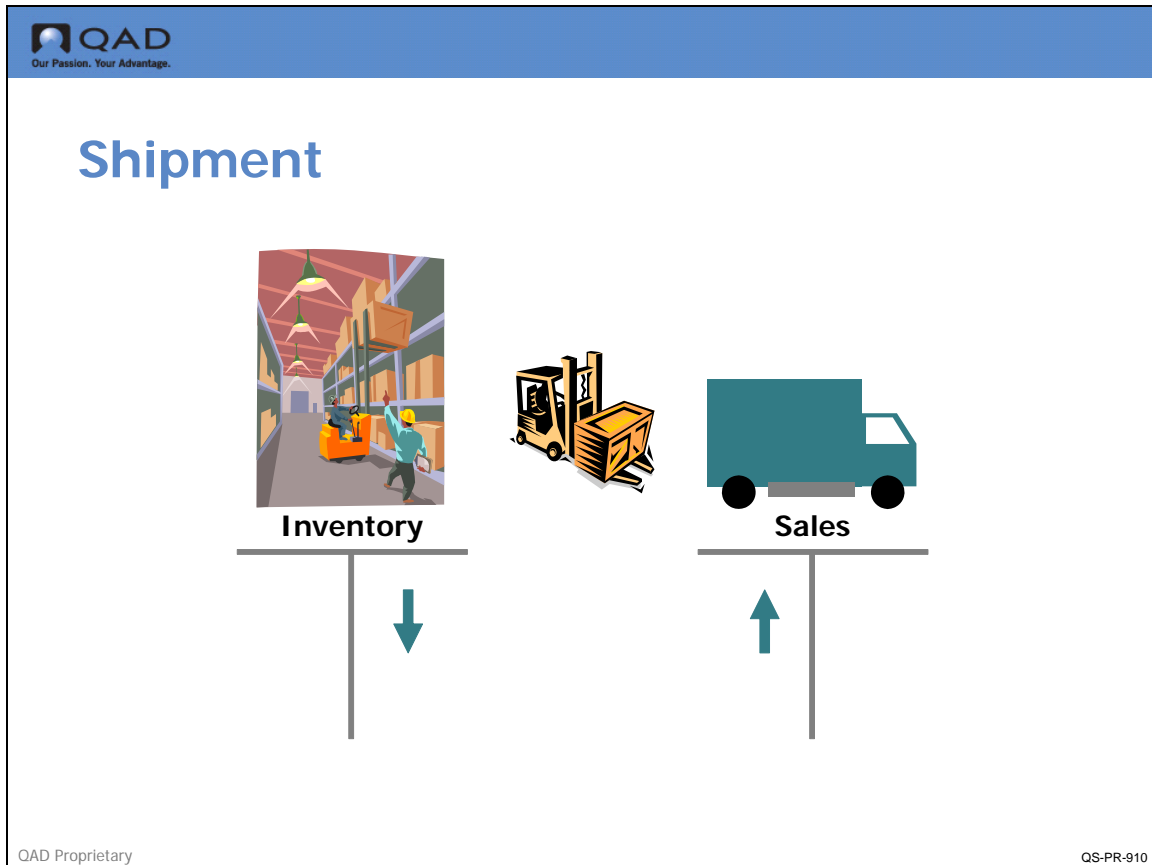 QAD
Our Passion. Your Advantage.
Shipment
Inventory
Sales
QAD Proprietary
QS-PR-910